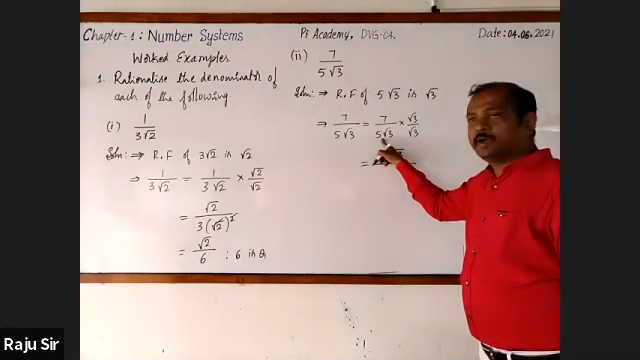 Chapter-1: Number Systems
Pi Academy, DVG-04.
Date: 04.06.2021
Worked Examples
1. Rationalise the denominator of
each of the following.
(i) 1/3√2
Soln: ⇒ R.F of 3√2 is √2
⇒ 1/3√2 = 1/3√2 × √2/√2
= √2/3(√2)²
= √2/6 ; 6 in Q
(ii) 7/5√3
Soln: ⇒ R.F of 5√3 is √3
⇒ 7/5√3 = 7/5√3 × √3/√3
=
Raju Sir